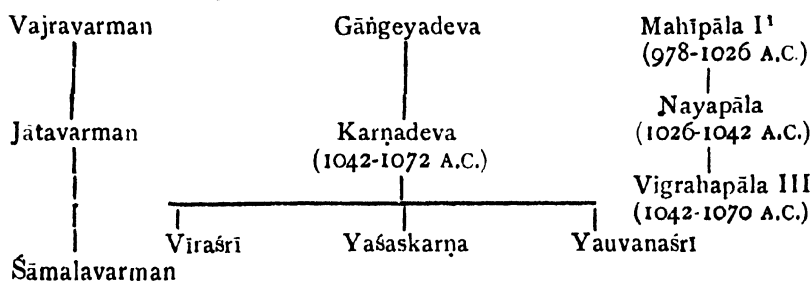 Vajravarman Gāṅgeyadeva Mahīpāla I¹
(978-1026 A.C.)
Jātavarman Karṇadeva Nayapāla
(1042-1072 A.C.) (1026-1042 A.C.)
Vigrahapāla III
(1042-1070 A.C.)
Vīraśrī Yaśaskarṇa Yauvanaśrī
Śāmalavarman